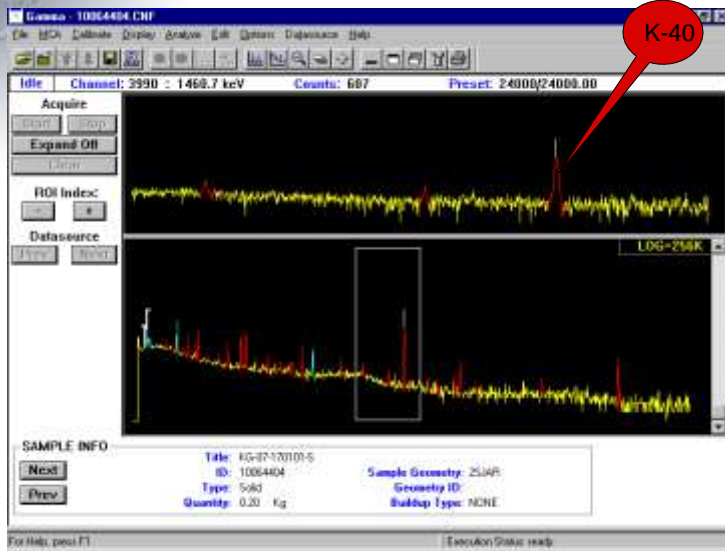 Gamma - 10064404.CNF
K-40
File MCA Calibrate Display Analyze Edit Options Datasource Help
Idle Channel: 3990 : 1460.7 keV Counts: 607 Preset: 24000/24000.00
Acquire
Start Stop
Expand Off
Clear
ROI Index:
- +
Datasource
Prev Next
LOG=256K
SAMPLE INFO
Next
Prev
Title: KG-07-170101-S
ID: 10064404
Type: Solid
Quantity: 0.20 Kg
Sample Geometry: 2SJAR
Geometry ID:
Buildup Type: NONE
For Help, press F1
Execution Status: ready